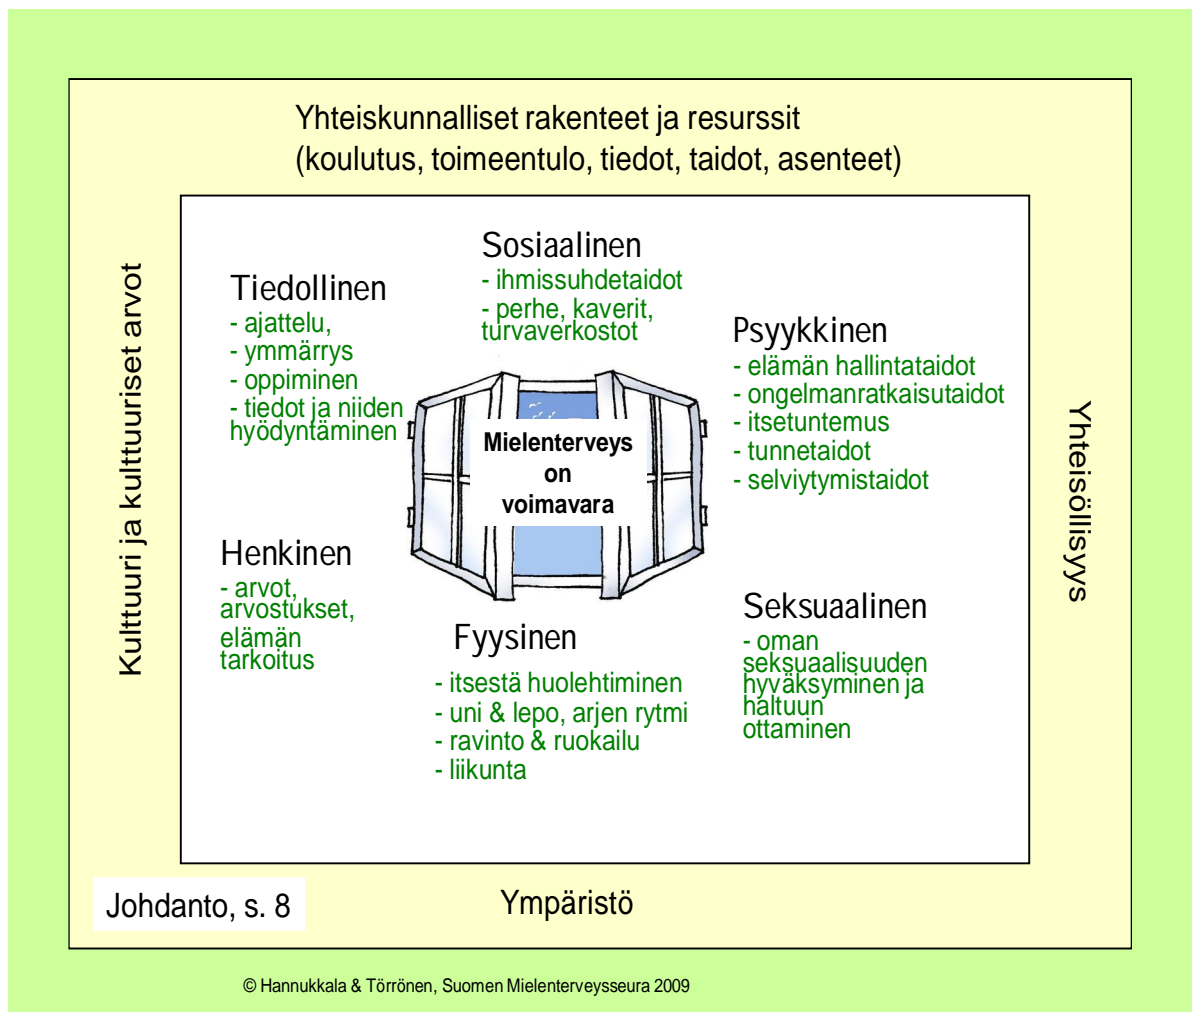 Yhteiskunnalliset rakenteet ja resurssit
(koulutus, toimeentulo, tiedot, taidot, asenteet)
Kulttuuri ja kulttuuriset arvot
Tiedollinen
- ajattelu,
- ymmärrys
- oppiminen
- tiedot ja niiden
hyödyntäminen
Sosiaalinen
- ihmissuhdetaidot
- perhe, kaverit,
turvaverkostot
Psyykkinen
- elämän hallintataidot
- ongelmanratkaisutaidot
- itsetuntemus
- tunnetaidot
- selviytymistaidot
Mielenterveys
on
voimavara
Henkinen
- arvot,
arvostukset,
elämän
tarkoitus
Fyysinen
- itsestä huolehtiminen
- uni & lepo, arjen rytmi
- ravinto & ruokailu
- liikunta
Seksuaalinen
- oman
seksuaalisuuden
hyväksyminen ja
haltuun
ottaminen
Yhteisöllisyys
Johdanto, s. 8
Ympäristö
© Hannukkala & Törrönen, Suomen Mielenterveysseura 2009